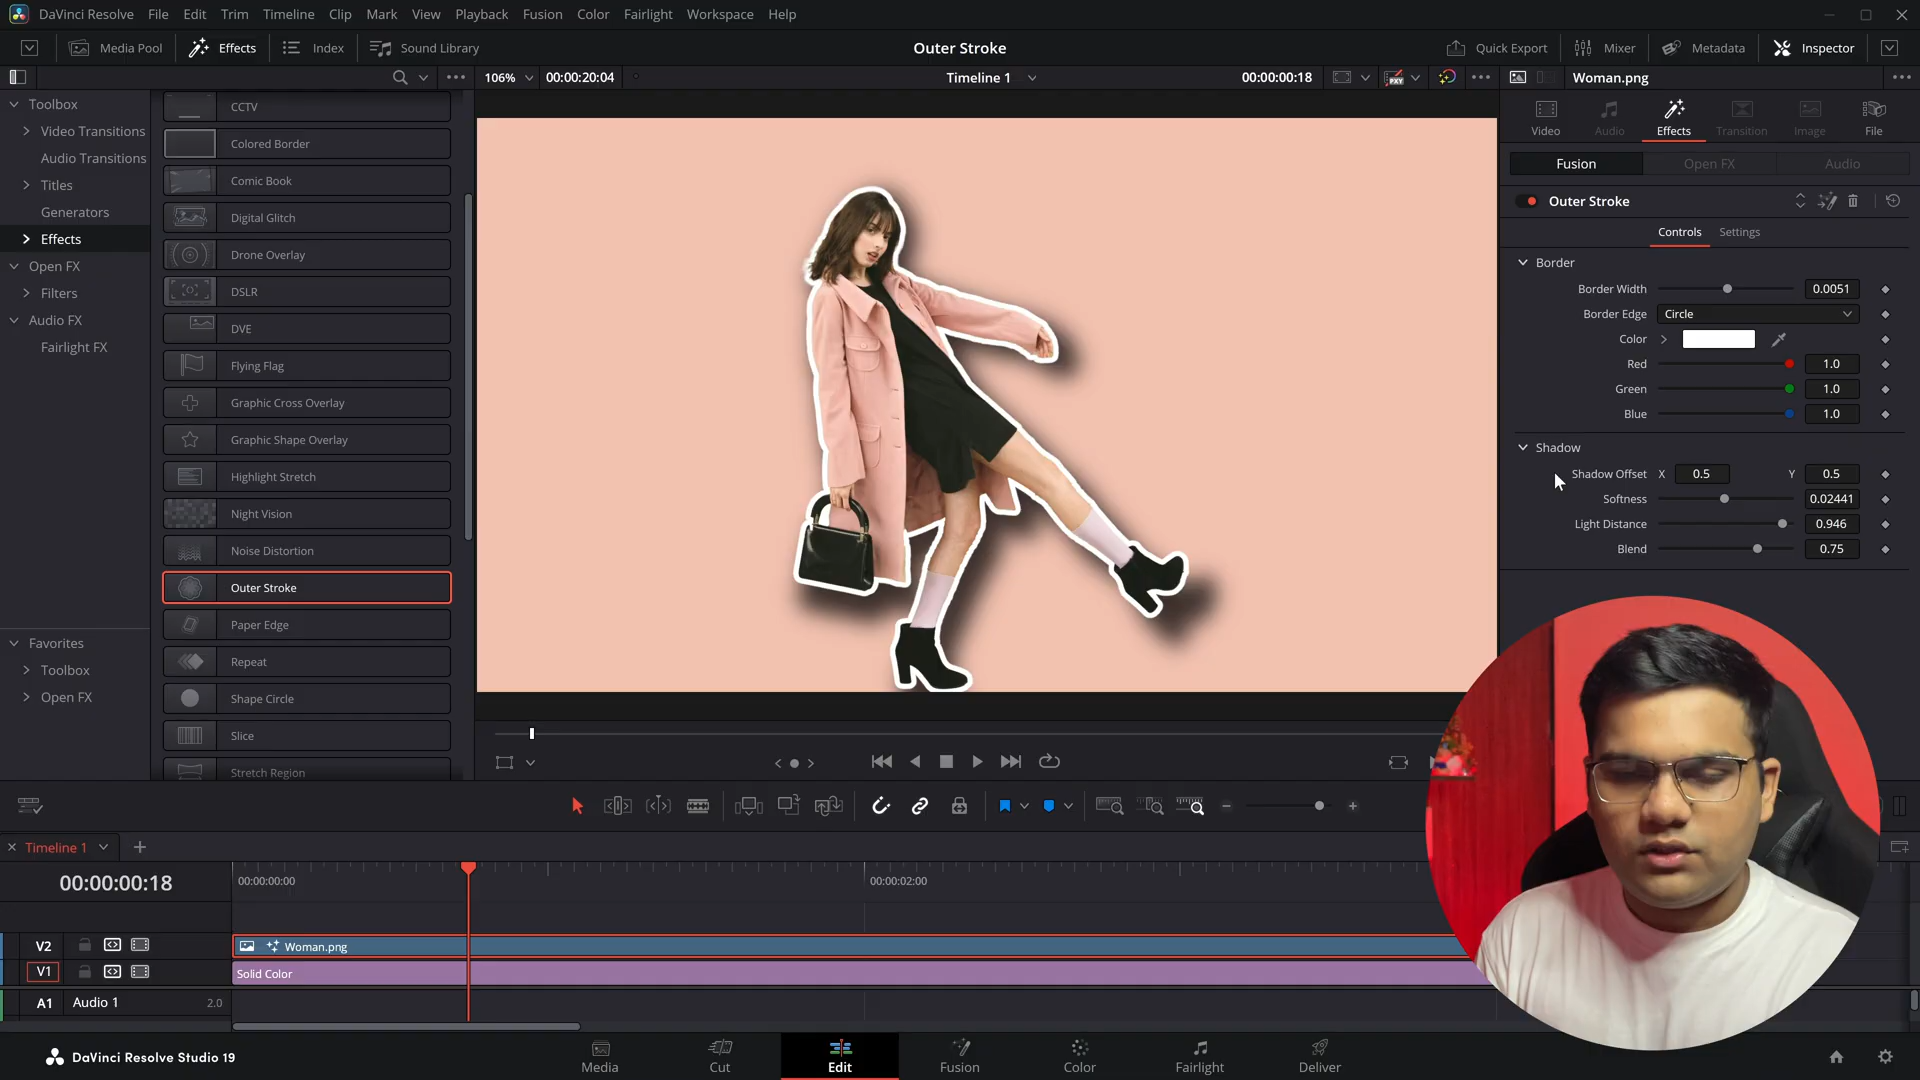 DaVinci Resolve File Edit Trim Timeline Clip Mark View Playback Fusion Color Fairlight Workspace Help
Media Pool Effects Index Sound Library Outer Stroke Quick Export Mixer Metadata Inspector
106% 00:00:20:04 Timeline 1 00:00:00:18 PXY Woman.png
Toolbox
Video Transitions
Audio Transitions
Titles
Generators
Effects
Open FX
Filters
Audio FX
Fairlight FX
Favorites
Toolbox
Open FX
CCTV
Colored Border
Comic Book
Digital Glitch
Drone Overlay
DSLR
DVE
Flying Flag
Graphic Cross Overlay
Graphic Shape Overlay
Highlight Stretch
Night Vision
Noise Distortion
Outer Stroke
Paper Edge
Repeat
Shape Circle
Slice
Stretch Region
Video Audio Effects Transition Image File
Fusion Open FX Audio
Outer Stroke
Controls Settings
Border
Border Width 0.0051
Border Edge Circle
Color
Red 1.0
Green 1.0
Blue 1.0
Shadow
Shadow Offset X 0.5 Y 0.5
Softness 0.02441
Light Distance 0.946
Blend 0.75
Timeline 1
00:00:00:18 00:00:00:00 00:00:02:00
V2 Woman.png
V1 Solid Color
A1 Audio 1 2.0
DaVinci Resolve Studio 19 Media Cut Edit Fusion Color Fairlight Deliver